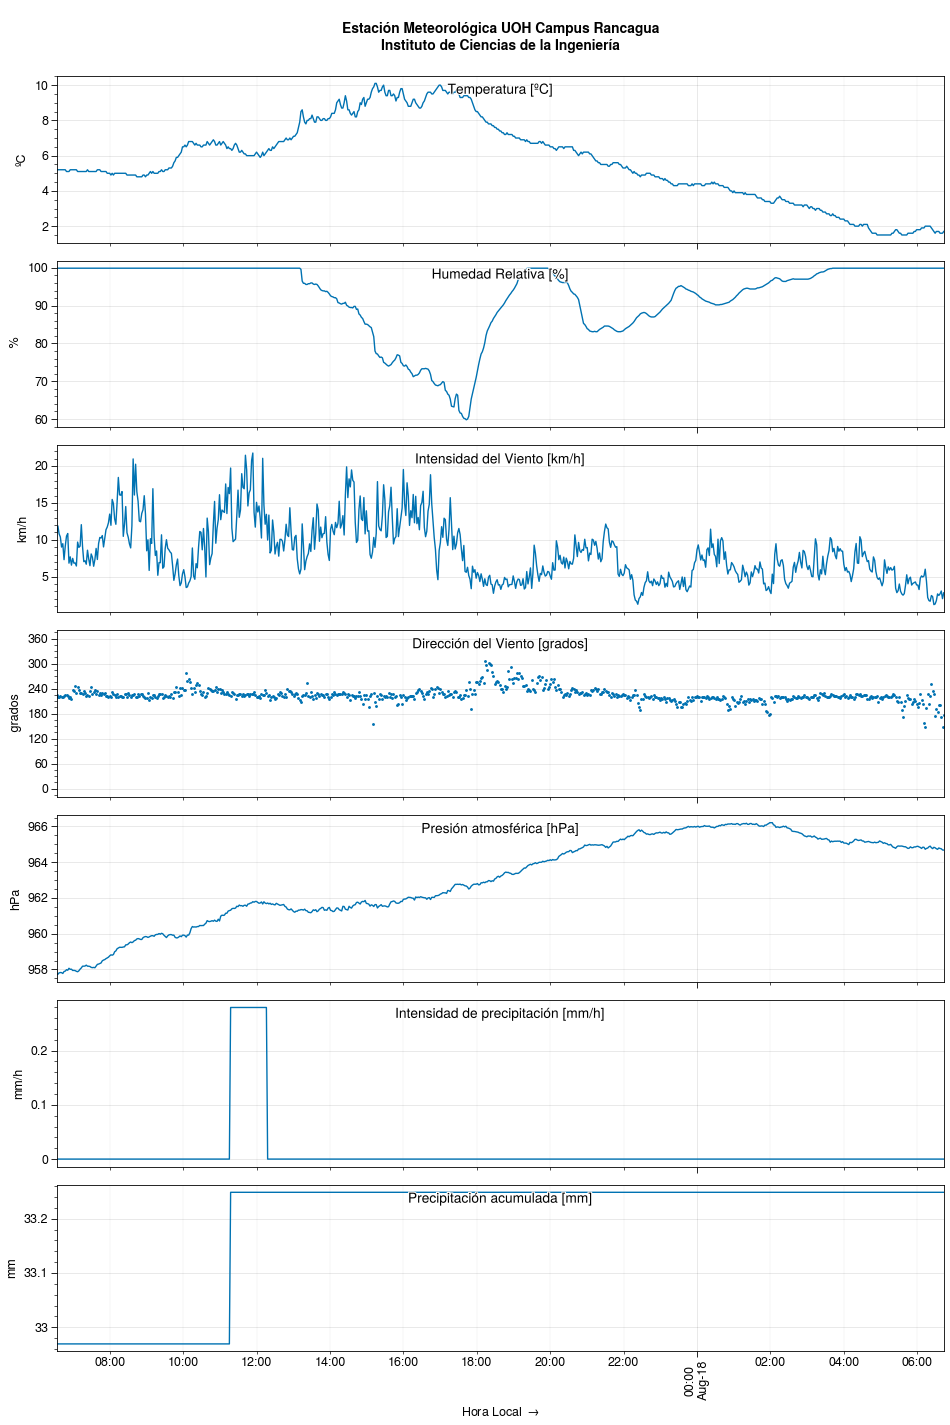 Estación Meteorológica UOH Campus Rancagua
Instituto de Ciencias de la Ingeniería
Temperatura [ºC]
ºC
10
8
6
4
2
Humedad Relativa [%]
%
100
90
80
70
60
Intensidad del Viento [km/h]
km/h
20
15
10
5
Dirección del Viento [grados]
grados
360
300
240
180
120
60
0
Presión atmosférica [hPa]
hPa
966
964
962
960
958
Intensidad de precipitación [mm/h]
mm/h
0.2
0.1
0
Precipitación acumulada [mm]
mm
33.2
33.1
33
08:00 10:00 12:00 14:00 16:00 18:00 20:00 22:00 00:00 02:00 04:00 06:00
Aug-18
Hora Local →